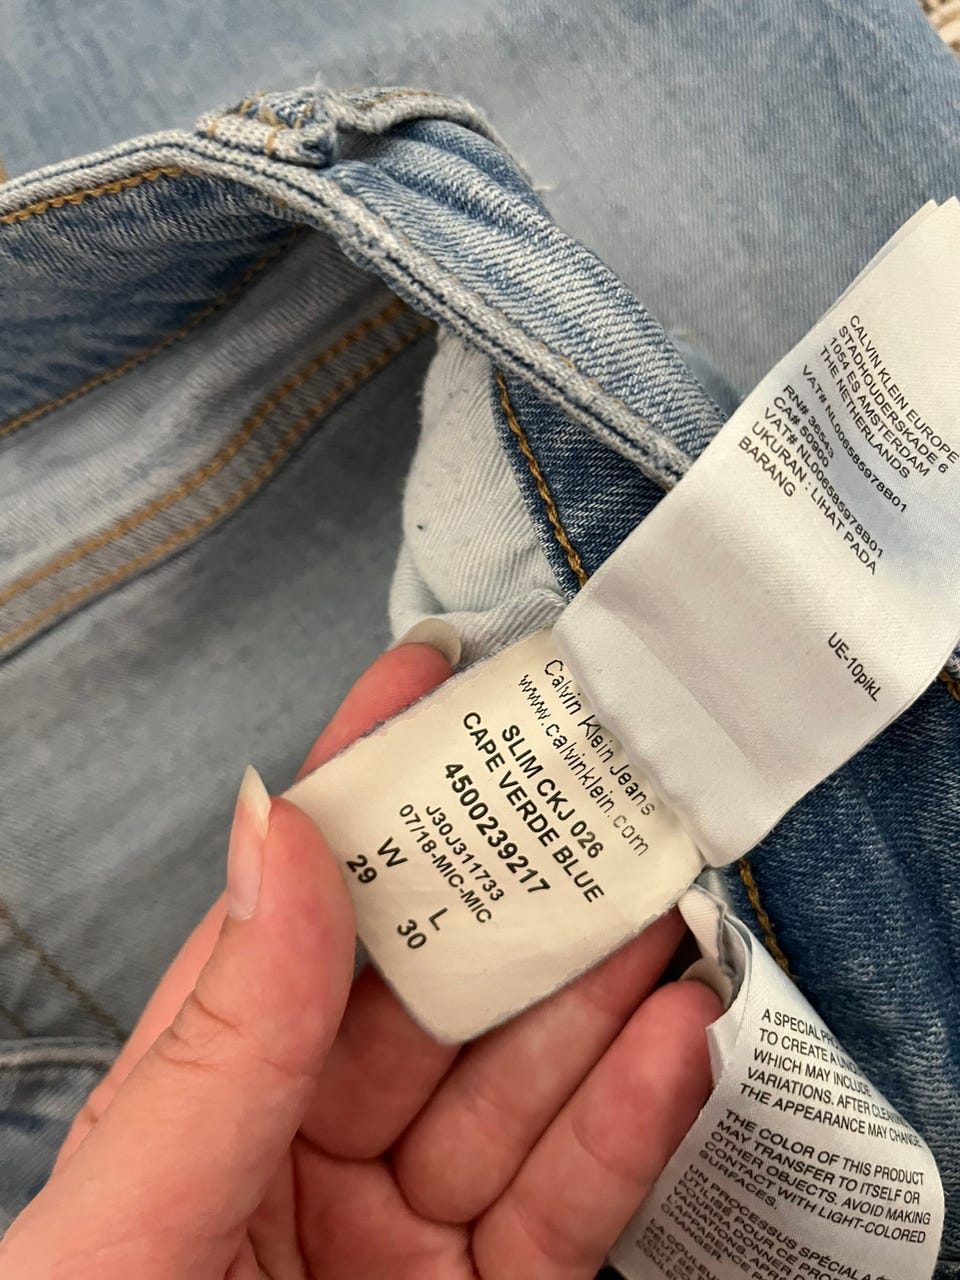 CALVIN KLEIN EUROPE
STADHOUDERSKADE 6
1054 ES AMSTERDAM
THE NETHERLANDS
VAT# NL006585978B01
RN# 36543
CA# 50900
VAT# NL006585978B01
UKURAN : LIHAT PADA
BARANG
UE-10pikL
Calvin Klein Jeans
www.calvinklein.com
SLIM CKJ 026
CAPE VERDE BLUE
4500239217
J30J311733
07/18-MIC-MIC
W L
29 30
A SPECIAL
TO CREATE A
WHICH MAY INCLUDE
VARIATIONS. AFTER
THE APPEARANCE MAY CHANGE.
THE COLOR OF THIS PRODUCT
MAY TRANSFER TO ITSELF OR
OTHER OBJECTS. AVOID MAKING
CONTACT WITH LIGHT-COLORED
SURFACES.
UN PROCESSUS SPÉCIAL A
UTILISÉ POUR
VARIATIONS